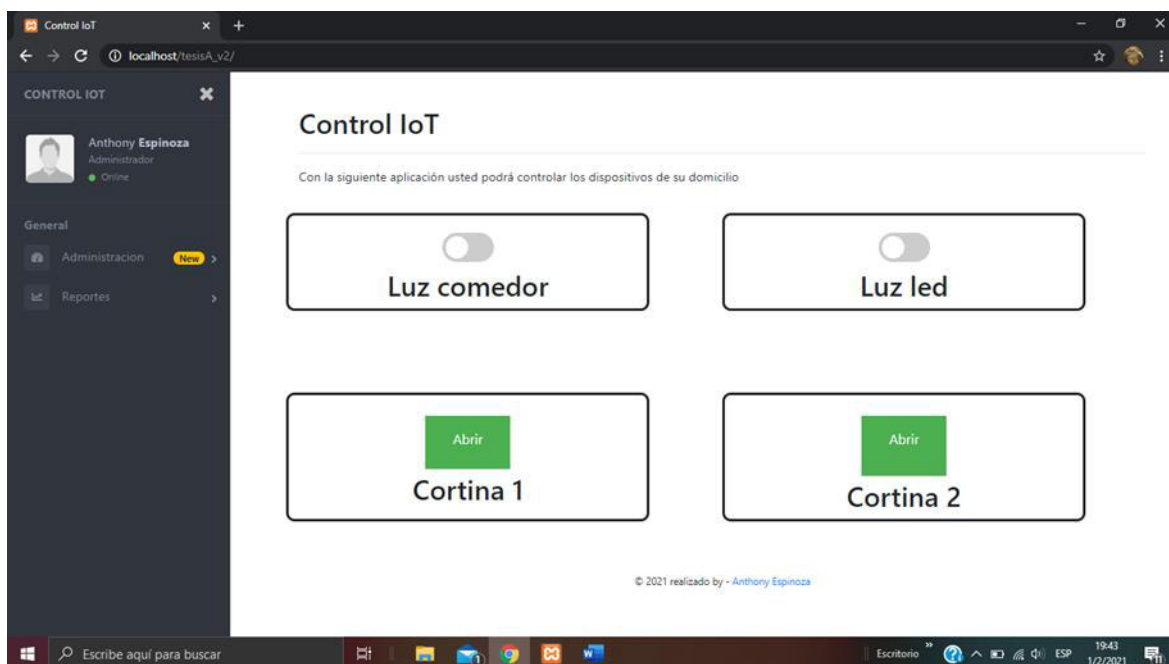 Control IoT
localhost/tesisA_v2/
CONTROL IOT
Anthony Espinoza
Administrador
Online
General
Administracion New
Reportes
Control IoT
Con la siguiente aplicación usted podrá controlar los dispositivos de su domicilio
Luz comedor
Luz led
Abrir
Cortina 1
Abrir
Cortina 2
© 2021 realizado by - Anthony Espinoza
Escribe aquí para buscar
Escritorio
ESP
19:43
1/2/2021